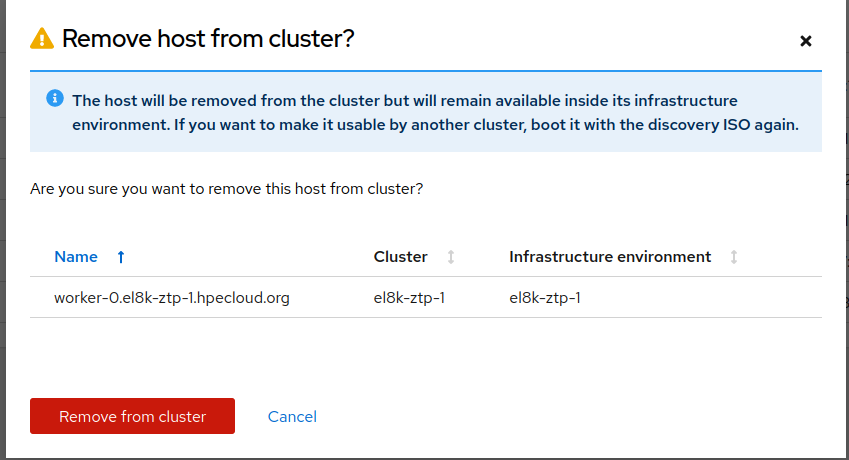 Remove host from cluster?
The host will be removed from the cluster but will remain available inside its infrastructure
environment. If you want to make it usable by another cluster, boot it with the discovery ISO again.
Are you sure you want to remove this host from cluster?
Name Cluster Infrastructure environment
worker-0.el8k-ztp-1.hpecloud.org el8k-ztp-1 el8k-ztp-1
Remove from cluster Cancel